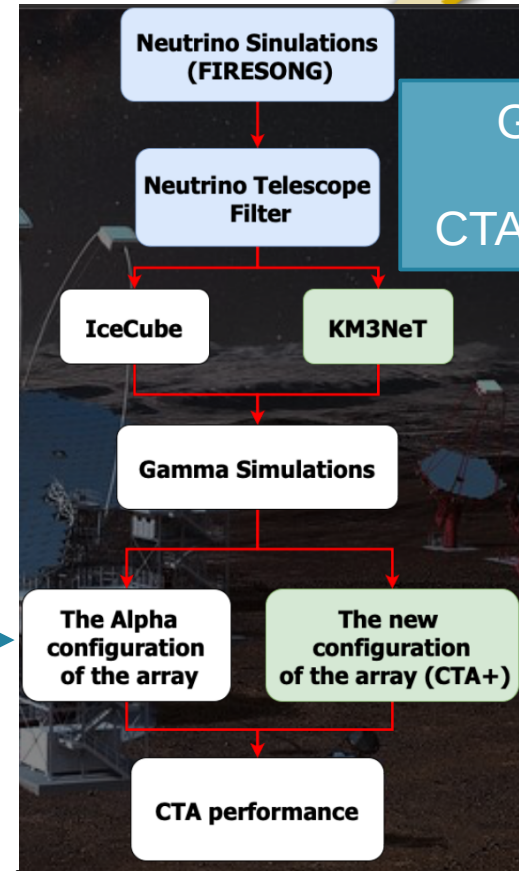 Neutrino Sinulations
(FIRESONG)
G
CTA
Neutrino Telescope
Filter
IceCube
KM3NeT
Gamma Simulations
The Alpha
configuration
of the array
The new
configuration
of the array (CTA+)
CTA performance